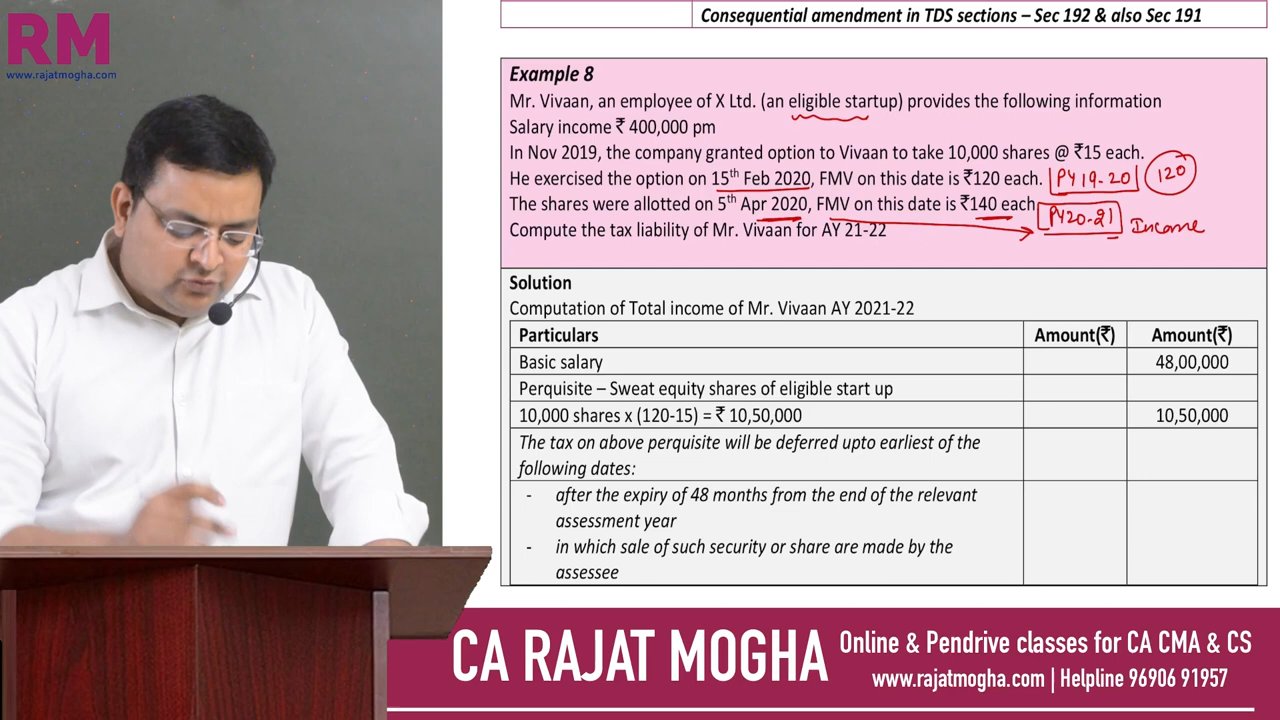 RM
www.rajatmogha.com
Consequential amendment in TDS sections – Sec 192 & also Sec 191
Example 8
Mr. Vivaan, an employee of X Ltd. (an eligible startup) provides the following information
Salary income ₹ 400,000 pm
In Nov 2019, the company granted option to Vivaan to take 10,000 shares @ ₹15 each.
He exercised the option on 15th Feb 2020, FMV on this date is ₹120 each. PY 19-20 120
The shares were allotted on 5th Apr 2020, FMV on this date is ₹140 each
PY20-21 Income
Compute the tax liability of Mr. Vivaan for AY 21-22
Solution
Computation of Total income of Mr. Vivaan AY 2021-22
Particulars Amount(₹) Amount(₹)
Basic salary 48,00,000
Perquisite – Sweat equity shares of eligible start up
10,000 shares x (120-15) = ₹ 10,50,000 10,50,000
The tax on above perquisite will be deferred upto earliest of the
following dates:
- after the expiry of 48 months from the end of the relevant
assessment year
- in which sale of such security or share are made by the
assessee
CA RAJAT MOGHA
Online & Pendrive classes for CA CMA & CS
www.rajatmogha.com | Helpline 96906 91957